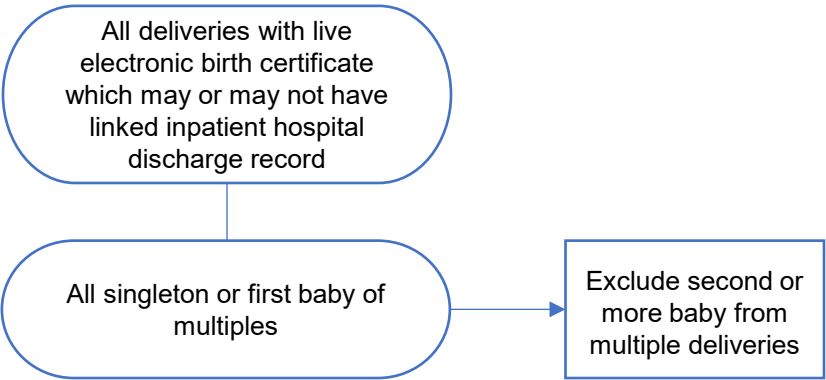 All deliveries with live
electronic birth certificate
which may or may not have
linked inpatient hospital
discharge record
All singleton or first baby of
multiples
Exclude second or
more baby from
multiple deliveries